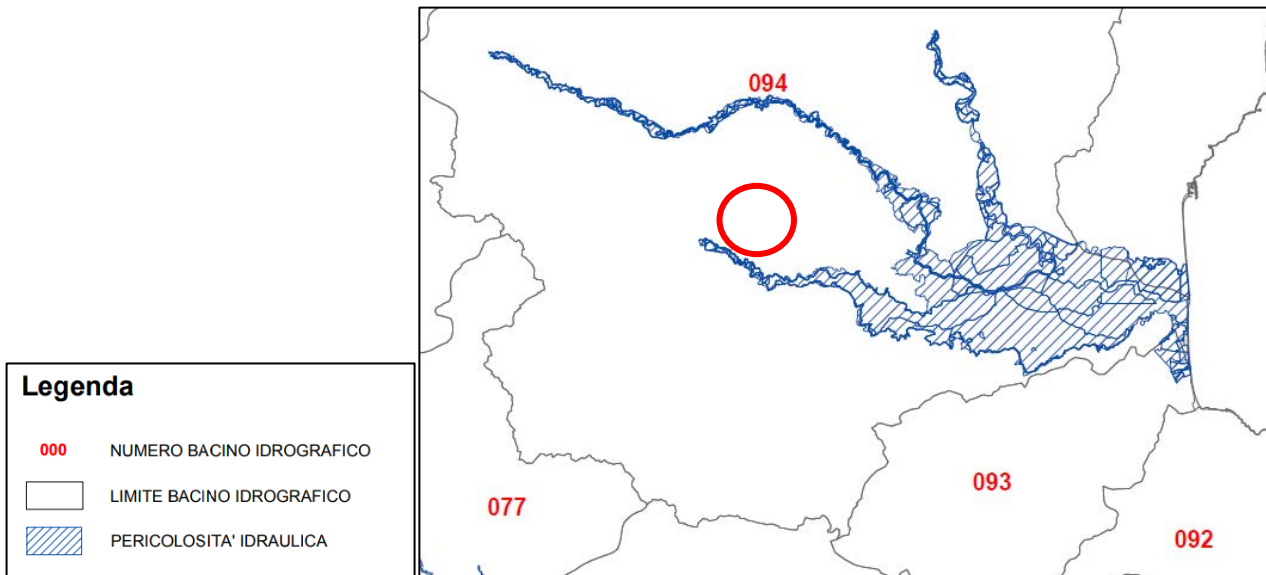 094
Legenda
000 NUMERO BACINO IDROGRAFICO
LIMITE BACINO IDROGRAFICO
PERICOLOSITA' IDRAULICA
077
093
092